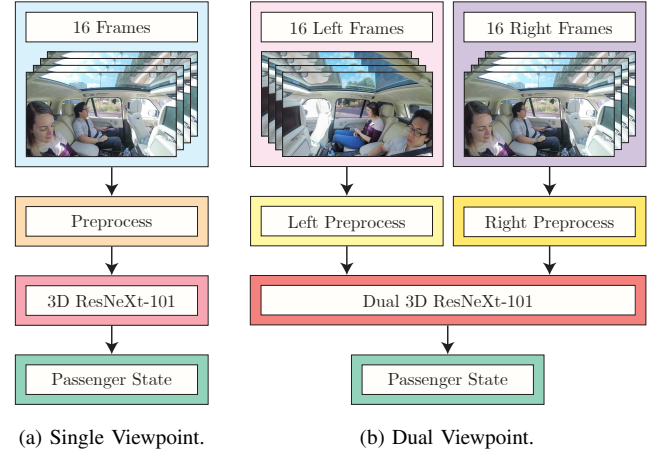 16 Frames
Preprocess
3D ResNeXt-101
Passenger State
(a) Single Viewpoint.
16 Left Frames
16 Right Frames
Left Preprocess
Right Preprocess
Dual 3D ResNeXt-101
Passenger State
(b) Dual Viewpoint.